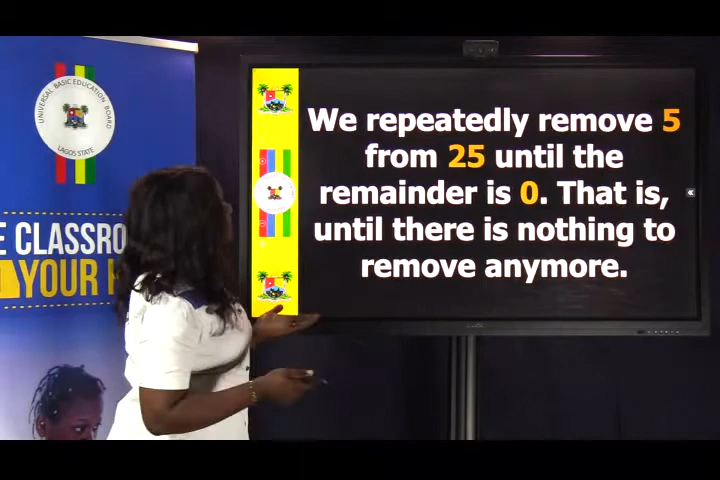 UNIVERSAL BASIC EDUCATION BOARD
LAGOS STATE
E CLASSRO
YOUR
We repeatedly remove 5
from 25 until the
remainder is 0. That is,
until there is nothing to
remove anymore.